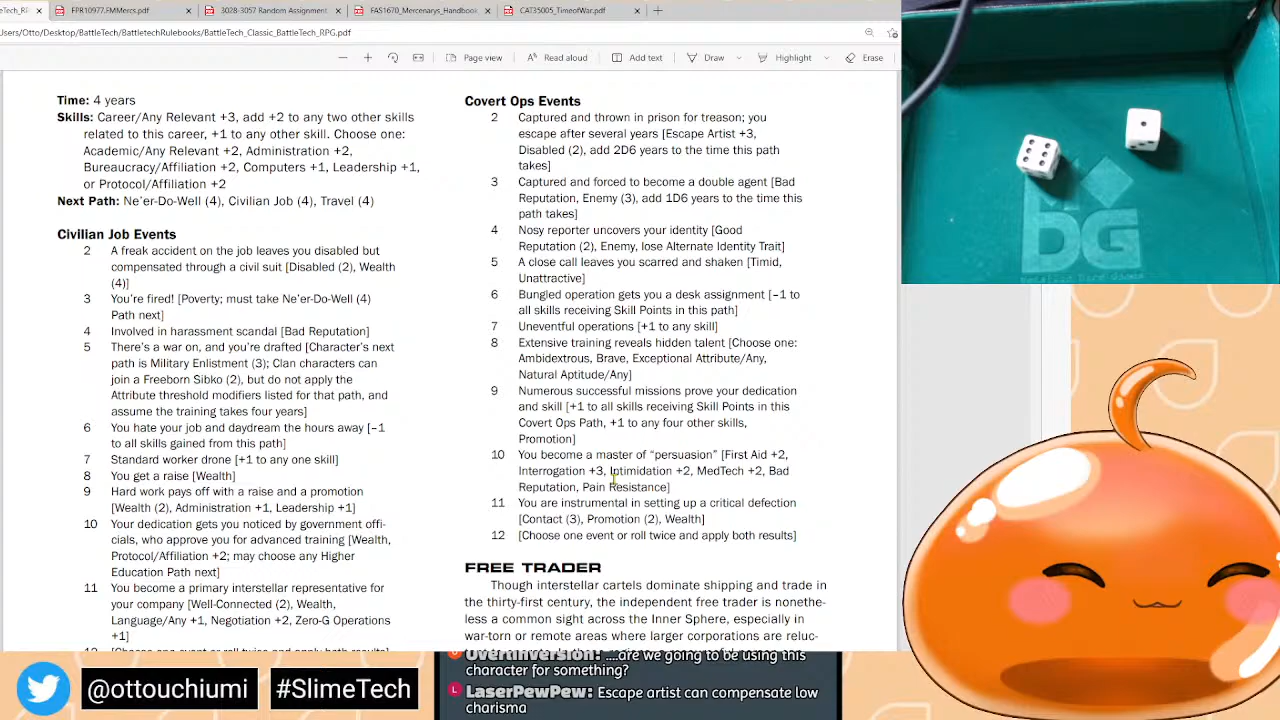 ne Tech_RP
FPR10977.FMMercs.pdf
3028-3057 Random Assignment
FAS1670_Mercenarys_Handbook
CAT35005_TimeofWar.pdf
sers/Otto/Desktop/BattleTech/BattletechRulebooks/BattleTech_Classic_BattleTech_RPG.pdf
Page view
Read aloud
Add text
Draw
Highlight
Erase
Time: 4 years
Skills: Career/Any Relevant +3, add +2 to any two other skills
related to this career, +1 to any other skill. Choose one:
Academic/Any Relevant +2, Administration +2,
Bureaucracy/Affiliation +2, Computers +1, Leadership +1,
or Protocol/Affiliation +2
Next Path: Ne'er-Do-Well (4), Civilian Job (4), Travel (4)
Civilian Job Events
2 A freak accident on the job leaves you disabled but
compensated through a civil suit [Disabled (2), Wealth
(4)]
3 You're fired! [Poverty; must take Ne'er-Do-Well (4)
Path next]
4 Involved in harassment scandal [Bad Reputation]
5 There's a war on, and you're drafted [Character's next
path is Military Enlistment (3); Clan characters can
join a Freeborn Sibko (2), but do not apply the
Attribute threshold modifiers listed for that path, and
assume the training takes four years]
6 You hate your job and daydream the hours away [–1
to all skills gained from this path]
7 Standard worker drone [+1 to any one skill]
8 You get a raise [Wealth]
9 Hard work pays off with a raise and a promotion
[Wealth (2), Administration +1, Leadership +1]
10 Your dedication gets you noticed by government offi-
cials, who approve you for advanced training [Wealth,
Protocol/Affiliation +2; may choose any Higher
Education Path next]
11 You become a primary interstellar representative for
your company [Well-Connected (2), Wealth,
Language/Any +1, Negotiation +2, Zero-G Operations
+1]
12 [Choose one event or roll twice and apply both results]
Covert Ops Events
2 Captured and thrown in prison for treason; you
escape after several years [Escape Artist +3,
Disabled (2), add 2D6 years to the time this path
takes]
3 Captured and forced to become a double agent [Bad
Reputation, Enemy (3), add 1D6 years to the time this
path takes]
4 Nosy reporter uncovers your identity [Good
Reputation (2), Enemy, lose Alternate Identity Trait]
5 A close call leaves you scarred and shaken [Timid,
Unattractive]
6 Bungled operation gets you a desk assignment [–1 to
all skills receiving Skill Points in this path]
7 Uneventful operations [+1 to any skill]
8 Extensive training reveals hidden talent [Choose one:
Ambidextrous, Brave, Exceptional Attribute/Any,
Natural Aptitude/Any]
9 Numerous successful missions prove your dedication
and skill [+1 to all skills receiving Skill Points in this
Covert Ops Path, +1 to any four other skills,
Promotion]
10 You become a master of “persuasion” [First Aid +2,
Interrogation +3, Intimidation +2, MedTech +2, Bad
Reputation, Pain Resistance]
11 You are instrumental in setting up a critical defection
[Contact (3), Promotion (2), Wealth]
12 [Choose one event or roll twice and apply both results]
FREE TRADER
Though interstellar cartels dominate shipping and trade in
the thirty-first century, the independent free trader is nonethe-
less a common sight across the Inner Sphere, especially in
war-torn or remote areas where larger corporations are reluc-
@ottouchiumi
#SlimeTech
OvertInversion: ....are we going to be using this
character for something?
LaserPewPew: Escape artist can compensate low
charisma